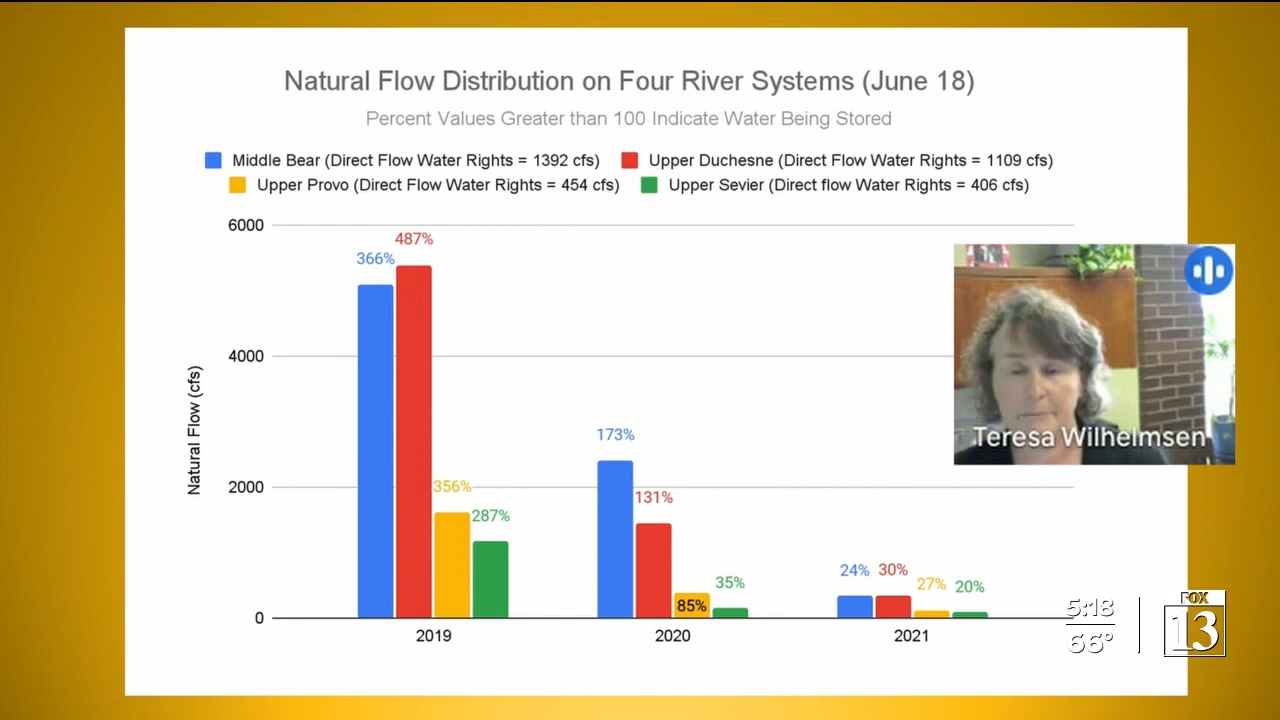 Natural Flow Distribution on Four River Systems (June 18)
Percent Values Greater than 100 Indicate Water Being Stored
Middle Bear (Direct Flow Water Rights = 1392 cfs)
Upper Duchesne (Direct Flow Water Rights = 1109 cfs)
Upper Provo (Direct Flow Water Rights = 454 cfs)
Upper Sevier (Direct flow Water Rights = 406 cfs)
Natural Flow (cfs)
6000
4000
2000
0
366%
487%
356%
287%
173%
131%
85%
35%
24%
30%
27%
20%
2019
2020
2021
Teresa Wilhelmsen
5:18
66°
FOX
13